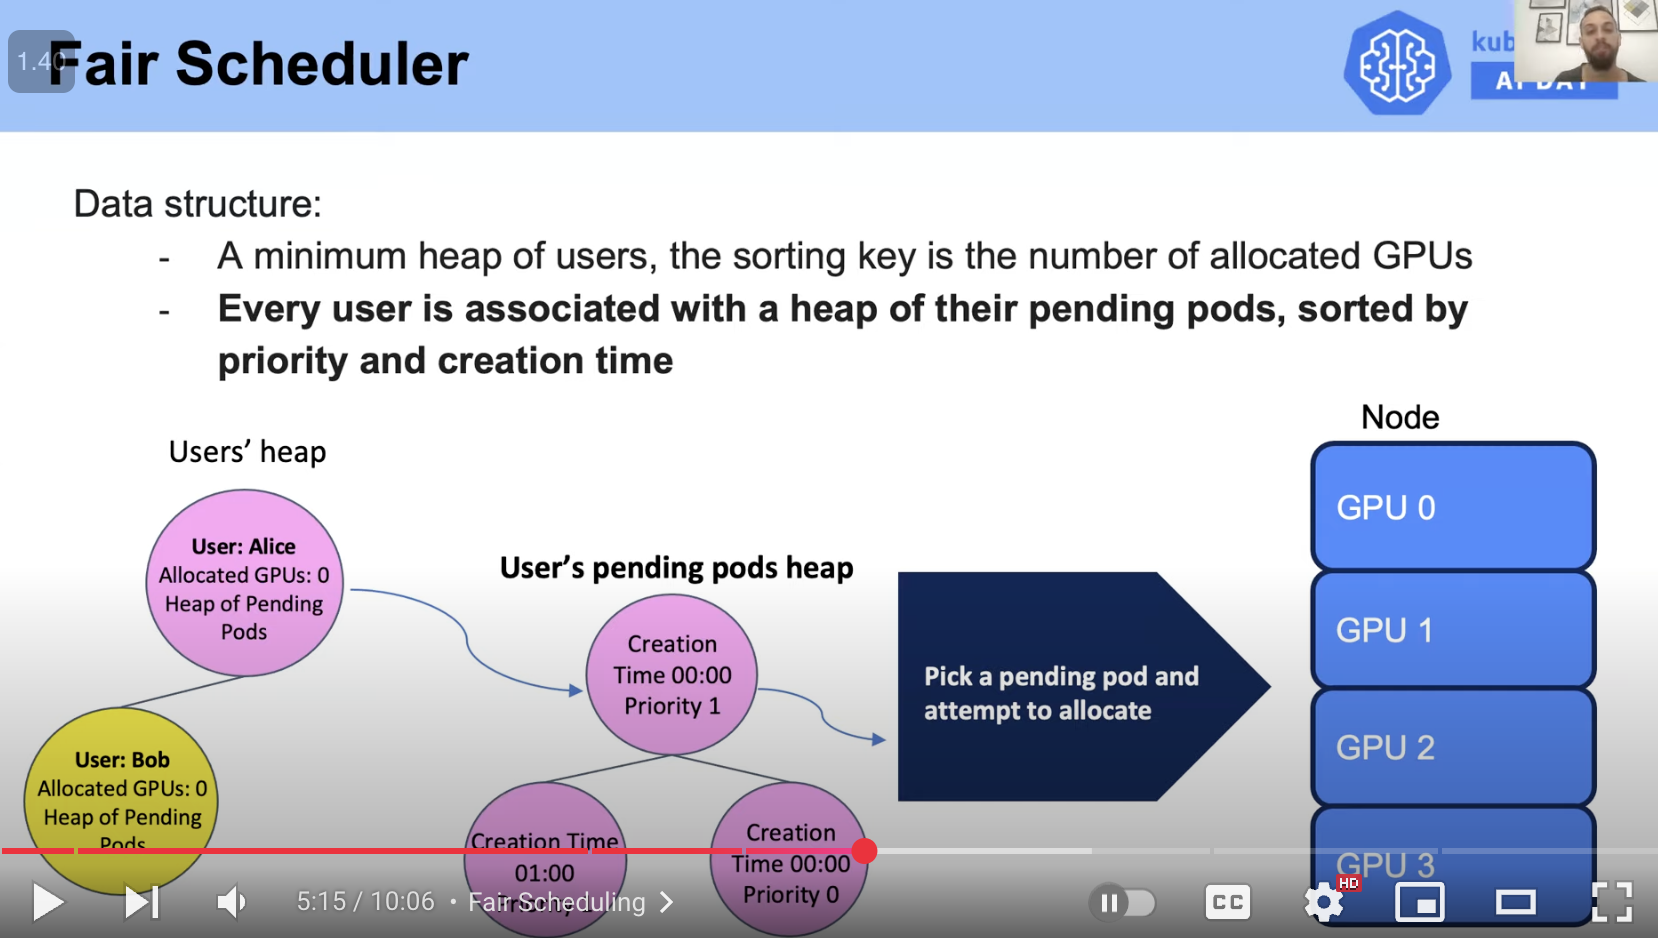 1.40
Fair Scheduler
kub
AI DAY
Data structure:
- A minimum heap of users, the sorting key is the number of allocated GPUs
- Every user is associated with a heap of their pending pods, sorted by
priority and creation time
Users' heap
User: Alice
Allocated GPUs: 0
Heap of Pending
Pods
User: Bob
Allocated GPUs: 0
Heap of Pending
Pods
User's pending pods heap
Creation
Time 00:00
Priority 1
Creation Time
01:00
Creation
Time 00:00
Priority 0
Pick a pending pod and
attempt to allocate
Node
GPU 0
GPU 1
GPU 2
GPU 3
5:15 / 10:06 • Fair Scheduling
CC
HD